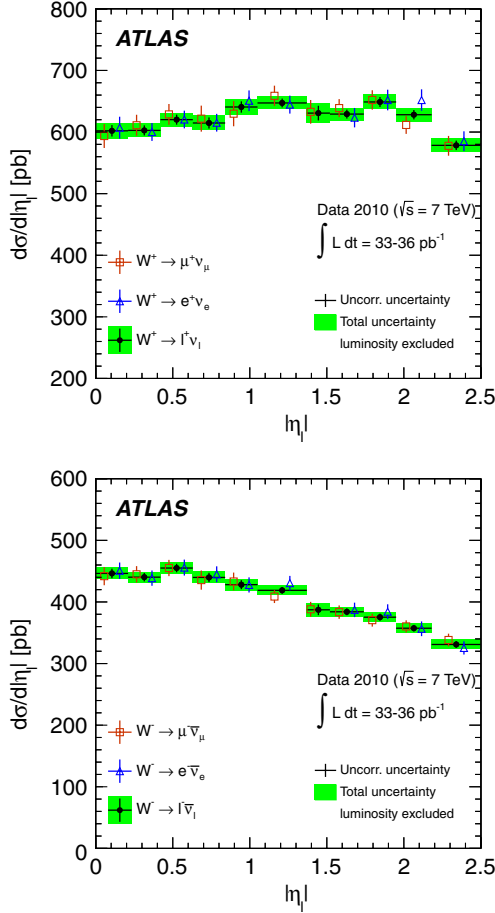 800
700
600
500
400
300
200
dσ/d|η_l| [pb]
ATLAS
Data 2010 (√s = 7 TeV)
∫ L dt = 33-36 pb⁻¹
W⁺ → μ⁺ν_μ
W⁺ → e⁺ν_e
W⁺ → l⁺ν_l
Uncorr. uncertainty
Total uncertainty
luminosity excluded
0 0.5 1 1.5 2 2.5
|η_l|
600
500
400
300
200
100
0
dσ/d|η_l| [pb]
ATLAS
Data 2010 (√s = 7 TeV)
∫ L dt = 33-36 pb⁻¹
W⁻ → μ⁻ν̅_μ
W⁻ → e⁻ν̅_e
W⁻ → l⁻ν̅_l
Uncorr. uncertainty
Total uncertainty
luminosity excluded
0 0.5 1 1.5 2 2.5
|η_l|